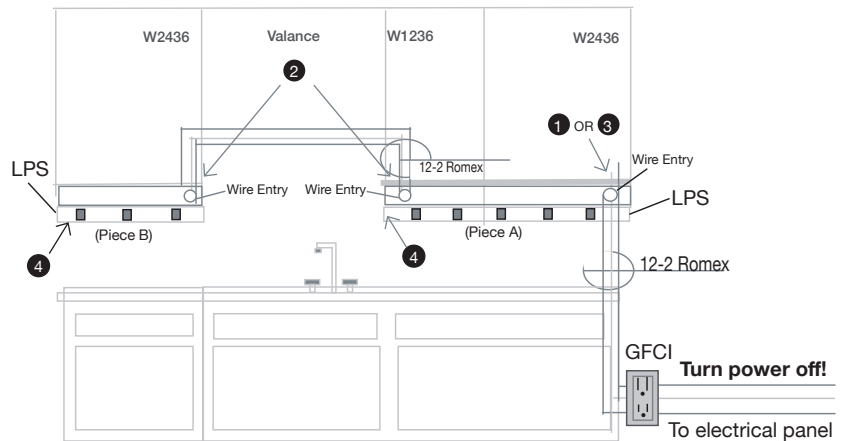 W2436
Valance
W1236
W2436
2
1 OR 3
12-2 Romex
Wire Entry
LPS
Wire Entry
Wire Entry
LPS
(Piece B)
(Piece A)
4
4
12-2 Romex
GFCI
Turn power off!
To electrical panel